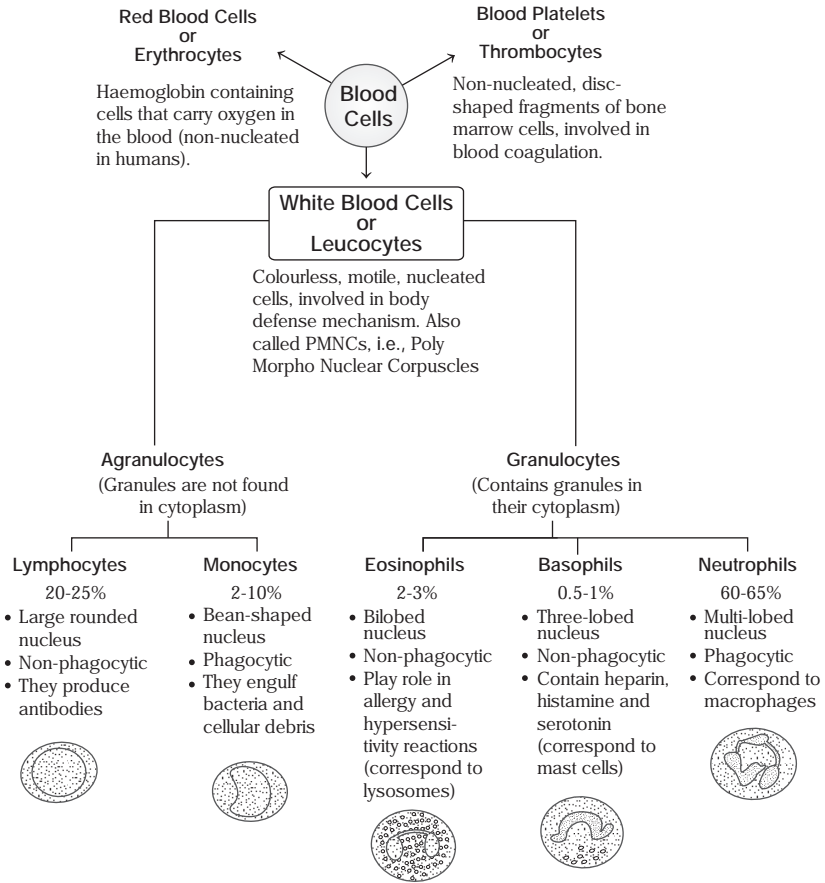 Red Blood Cells
or
Erythrocytes
Haemoglobin containing
cells that carry oxygen in
the blood (non-nucleated
in humans).
Blood
Cells
Blood Platelets
or
Thrombocytes
Non-nucleated, disc-
shaped fragments of bone
marrow cells, involved in
blood coagulation.
White Blood Cells
or
Leucocytes
Colourless, motile, nucleated
cells, involved in body
defense mechanism. Also
called PMNCs, i.e., Poly
Morpho Nuclear Corpuscles
Agranulocytes
(Granules are not found
in cytoplasm)
Granulocytes
(Contains granules in
their cytoplasm)
Lymphocytes
20-25%
• Large rounded
nucleus
• Non-phagocytic
• They produce
antibodies
Monocytes
2-10%
• Bean-shaped
nucleus
• Phagocytic
• They engulf
bacteria and
cellular debris
Eosinophils
2-3%
• Bilobed
nucleus
• Non-phagocytic
• Play role in
allergy and
hypersensi-
tivity reactions
(correspond to
lysosomes)
Basophils
0.5-1%
• Three-lobed
nucleus
• Non-phagocytic
• Contain heparin,
histamine and
serotonin
(correspond to
mast cells)
Neutrophils
60-65%
• Multi-lobed
nucleus
• Phagocytic
• Correspond to
macrophages